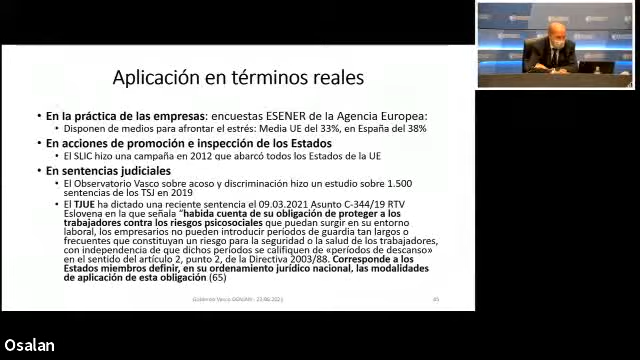 Aplicación en términos reales
• En la práctica de las empresas: encuestas ESENER de la Agencia Europea:
• Disponen de medios para afrontar el estrés: Media UE del 33%, en España del 38%
• En acciones de promoción e inspección de los Estados
• El SLIC hizo una campaña en 2012 que abarcó todos los Estados de la UE
• En sentencias judiciales
• El Observatorio Vasco sobre acoso y discriminación hizo un estudio sobre 1.500
sentencias de los TSJ en 2019
• El TJUE ha dictado una reciente sentencia el 09.03.2021 Asunto C-344/19 RTV
Eslovena en la que señala “habida cuenta de su obligación de proteger a los
trabajadores contra los riesgos psicosociales que puedan surgir en su entorno
laboral, los empresarios no pueden introducir períodos de guardia tan largos o
frecuentes que constituyan un riesgo para la seguridad o la salud de los trabajadores,
con independencia de que dichos períodos se califiquen de «períodos de descanso»
en el sentido del artículo 2, punto 2, de la Directiva 2003/88. Corresponde a los
Estados miembros definir, en su ordenamiento jurídico nacional, las modalidades
de aplicación de esta obligación (65)
Gobierno Vasco OSALAN
Osalan